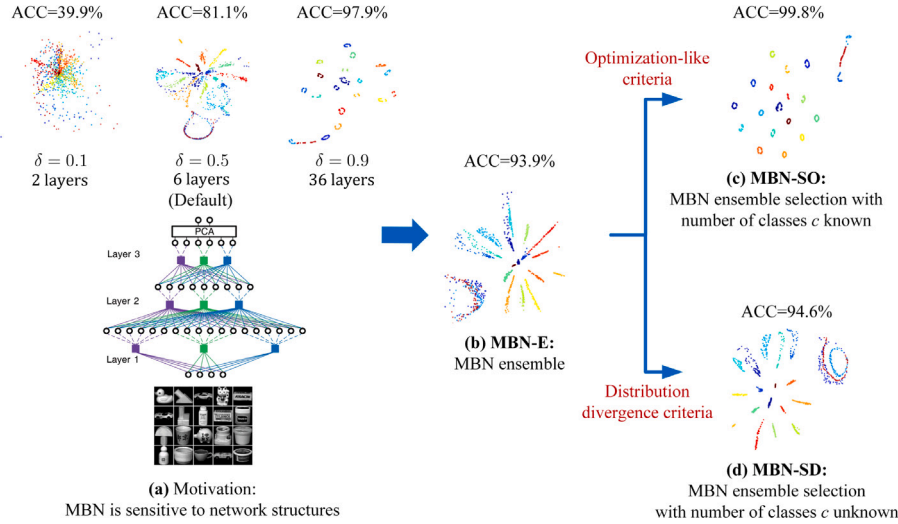 ACC=39.9%
ACC=81.1%
ACC=97.9%
δ = 0.1
2 layers
δ = 0.5
6 layers
(Default)
δ = 0.9
36 layers
PCA
Layer 3
Layer 2
Layer 1
(a) Motivation:
MBN is sensitive to network structures
ACC=93.9%
(b) MBN-E:
MBN ensemble
Optimization-like
criteria
Distribution
divergence criteria
ACC=99.8%
(c) MBN-SO:
MBN ensemble selection with
number of classes c known
ACC=94.6%
(d) MBN-SD:
MBN ensemble selection
with number of classes c unknown